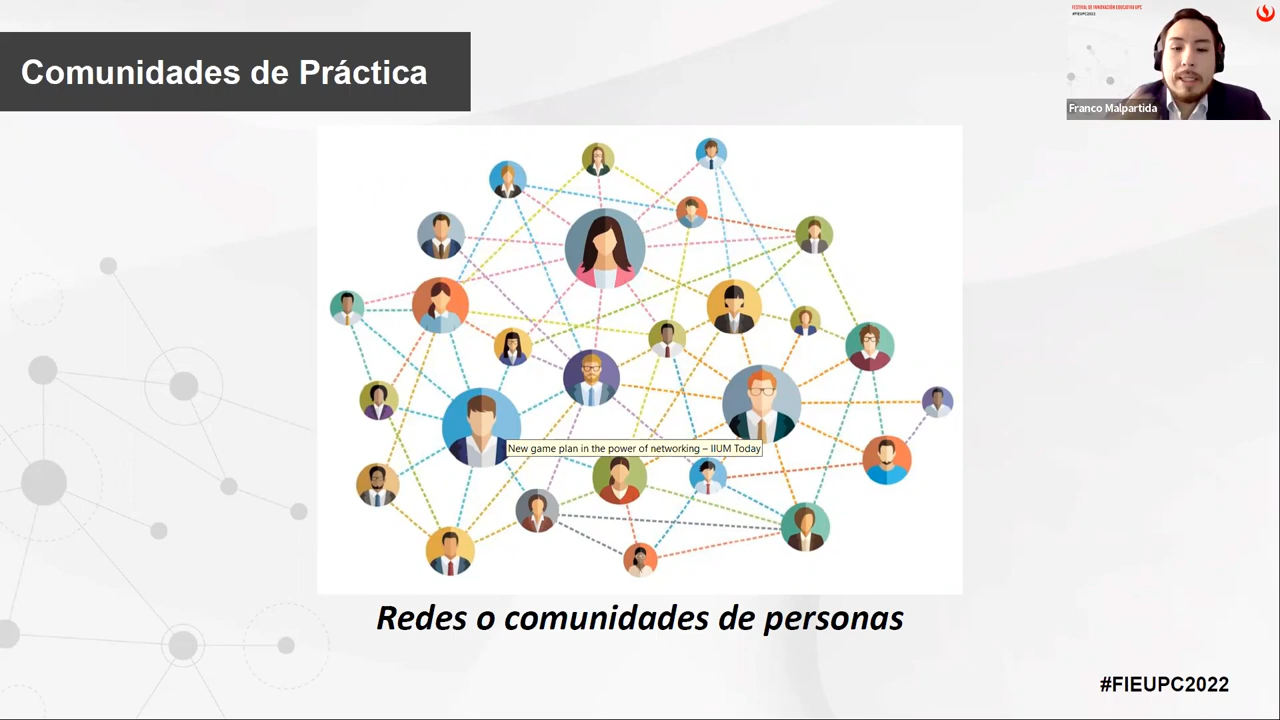 Comunidades de Práctica
FESTIVAL DE INNOVACIÓN EDUCATIVA UPC
#FIEUPC2022
Franco Malpartida
New game plan in the power of networking – IIUM Today
Redes o comunidades de personas
#FIEUPC2022